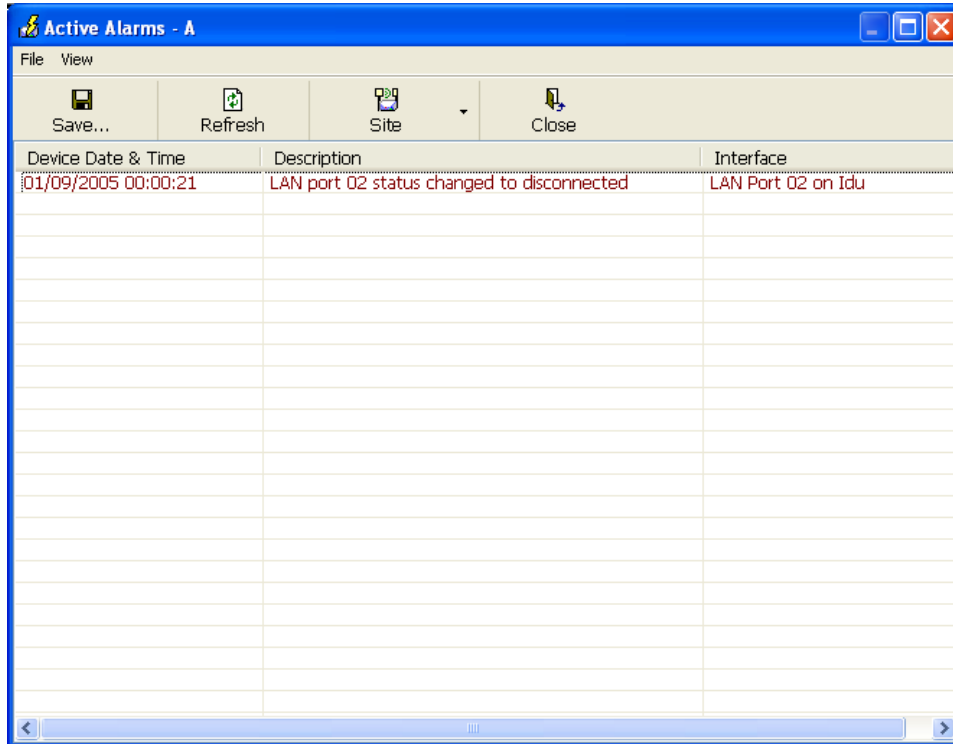 Active Alarms - A
File View
Save... Refresh Site Close
Device Date & Time Description Interface
01/09/2005 00:00:21 LAN port 02 status changed to disconnected LAN Port 02 on Idu